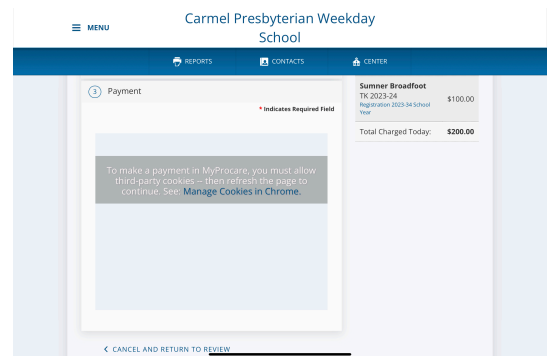 MENU
Carmel Presbyterian Weekday
School
REPORTS
CONTACTS
CENTER
3 Payment
* Indicates Required Field
To make a payment in MyProcare, you must allow
third-party cookies – then refresh the page to
continue. See: Manage Cookies in Chrome.
Sumner Broadfoot
TK 2023-24
Registration 2023-34 School
Year
$100.00
Total Charged Today: $200.00
CANCEL AND RETURN TO REVIEW